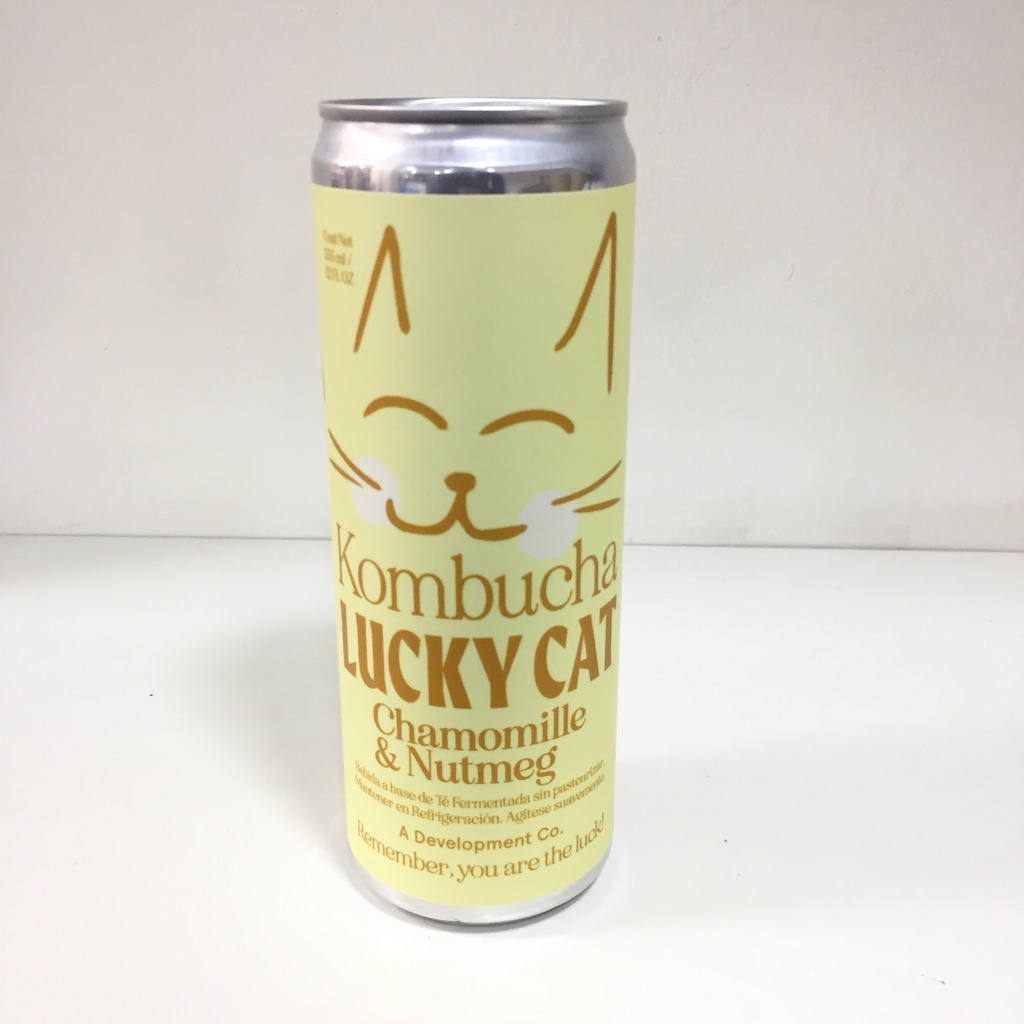 Cont Net
355 ml /
12 FL OZ
Kombucha
LUCKY CAT
Chamomille
& Nutmeg
Bebida a base de Té Fermentada sin pasteurizar.
Mantener en Refrigeración. Agítese suavemente.
A Development Co.
Remember, you are the luck!